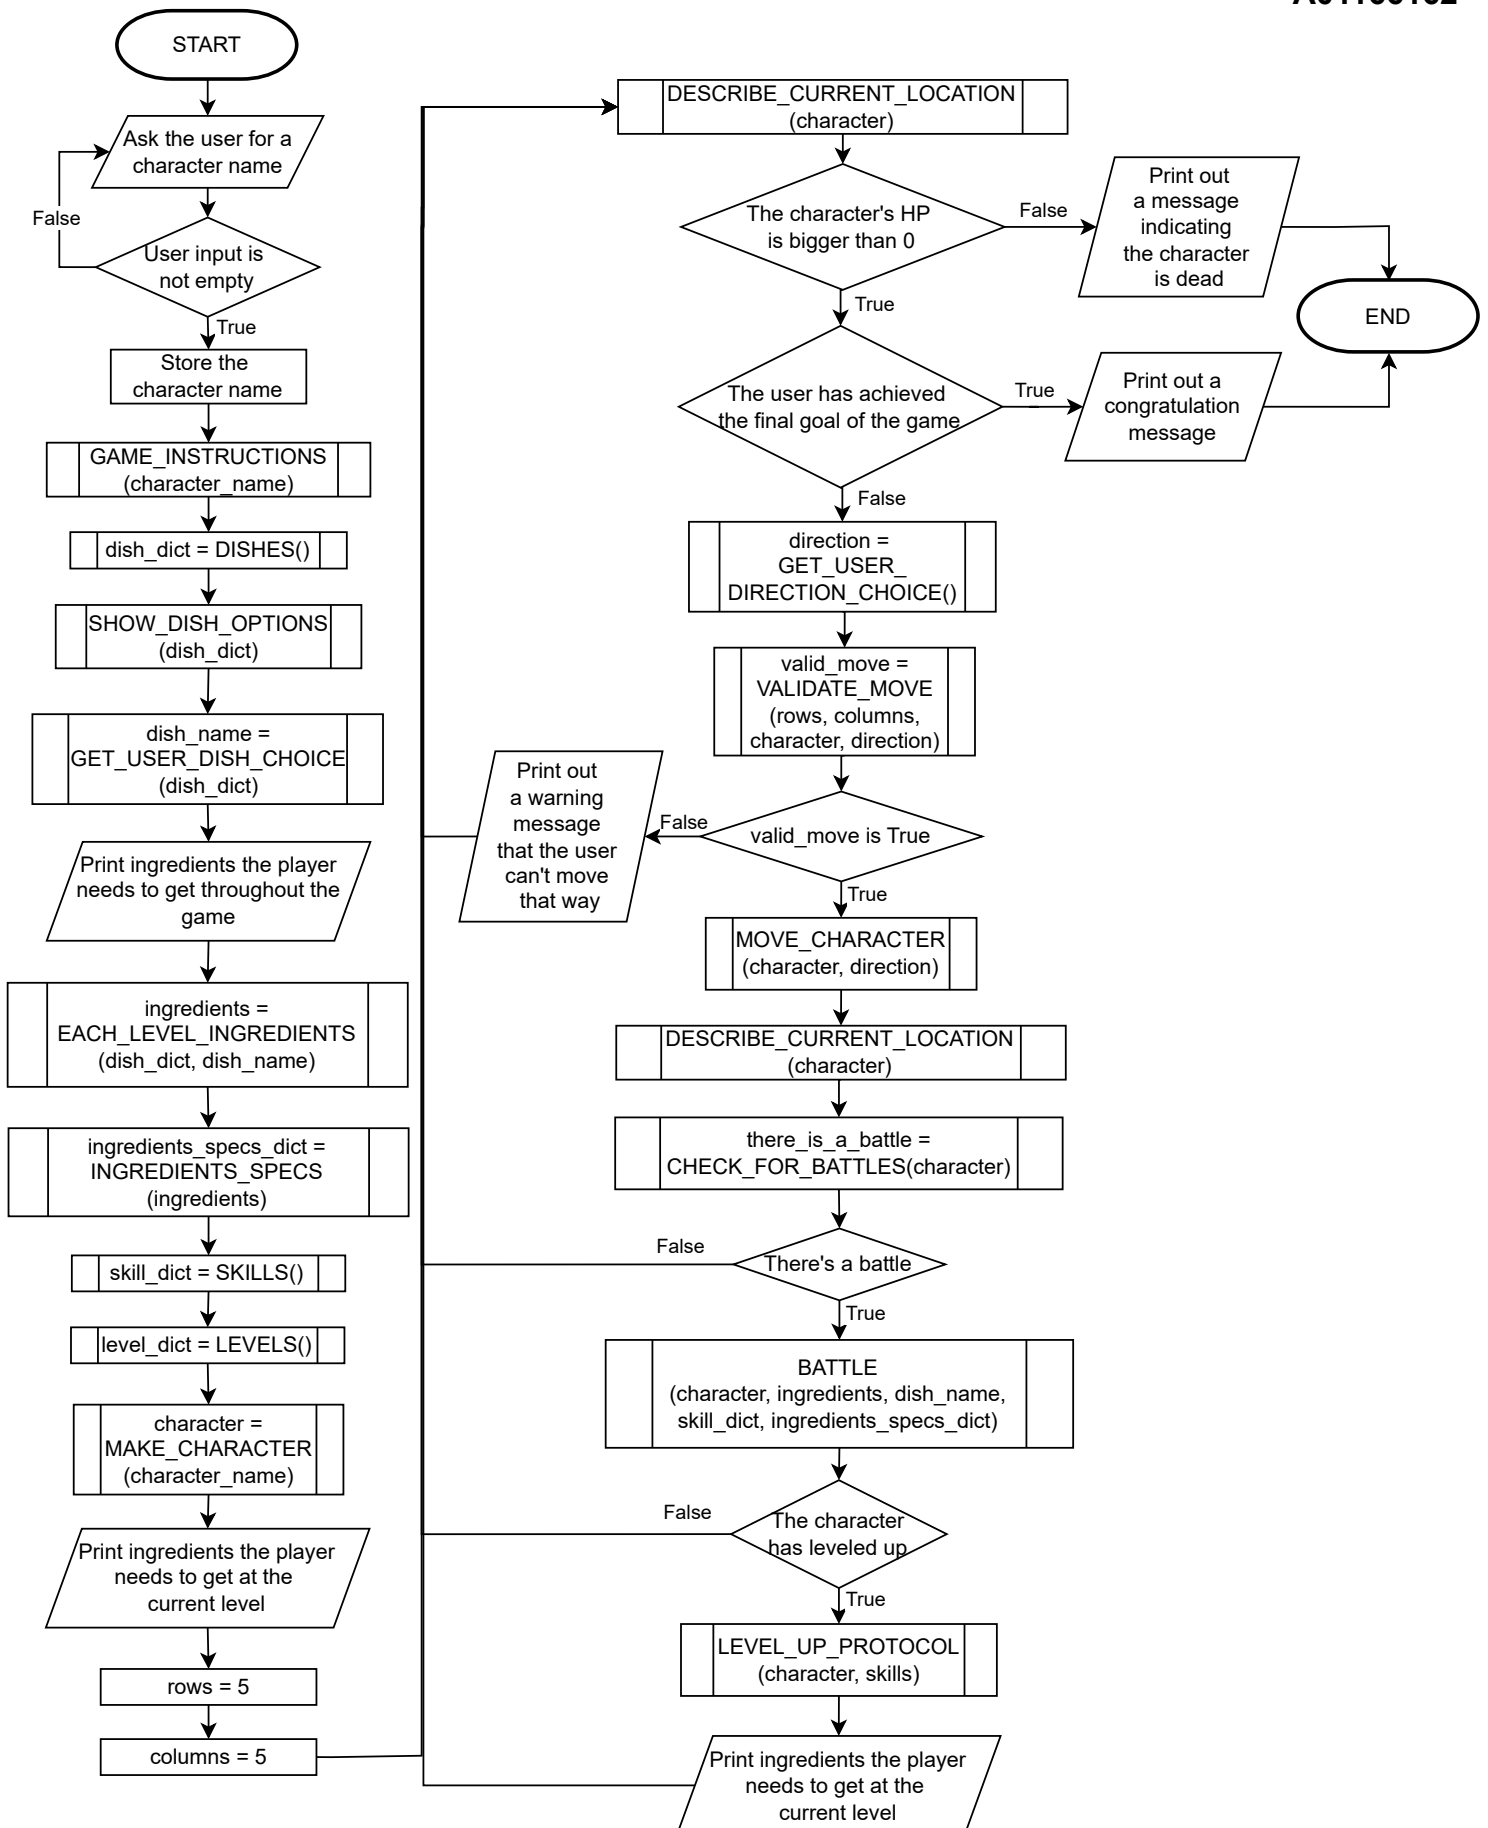 START
Ask the user for a
character name
False
User input is
not empty
True
Store the
character name
GAME_INSTRUCTIONS
(character_name)
dish_dict = DISHES()
SHOW_DISH_OPTIONS
(dish_dict)
dish_name =
GET_USER_DISH_CHOICE
(dish_dict)
Print ingredients the player
needs to get throughout the
game
ingredients =
EACH_LEVEL_INGREDIENTS
(dish_dict, dish_name)
ingredients_specs_dict =
INGREDIENTS_SPECS
(ingredients)
skill_dict = SKILLS()
level_dict = LEVELS()
character =
MAKE_CHARACTER
(character_name)
Print ingredients the player
needs to get at the
current level
rows = 5
columns = 5
DESCRIBE_CURRENT_LOCATION
(character)
The character's HP
is bigger than 0
False
Print out
a message
indicating
the character
is dead
END
True
The user has achieved
the final goal of the game
True
Print out a
congratulation
message
False
direction =
GET_USER_
DIRECTION_CHOICE()
valid_move =
VALIDATE_MOVE
(rows, columns,
character, direction)
valid_move is True
False
Print out
a warning
message
that the user
can't move
that way
True
MOVE_CHARACTER
(character, direction)
DESCRIBE_CURRENT_LOCATION
(character)
there_is_a_battle =
CHECK_FOR_BATTLES(character)
There's a battle
False
True
BATTLE
(character, ingredients, dish_name,
skill_dict, ingredients_specs_dict)
The character
has leveled up
False
True
LEVEL_UP_PROTOCOL
(character, skills)
Print ingredients the player
needs to get at the
current level